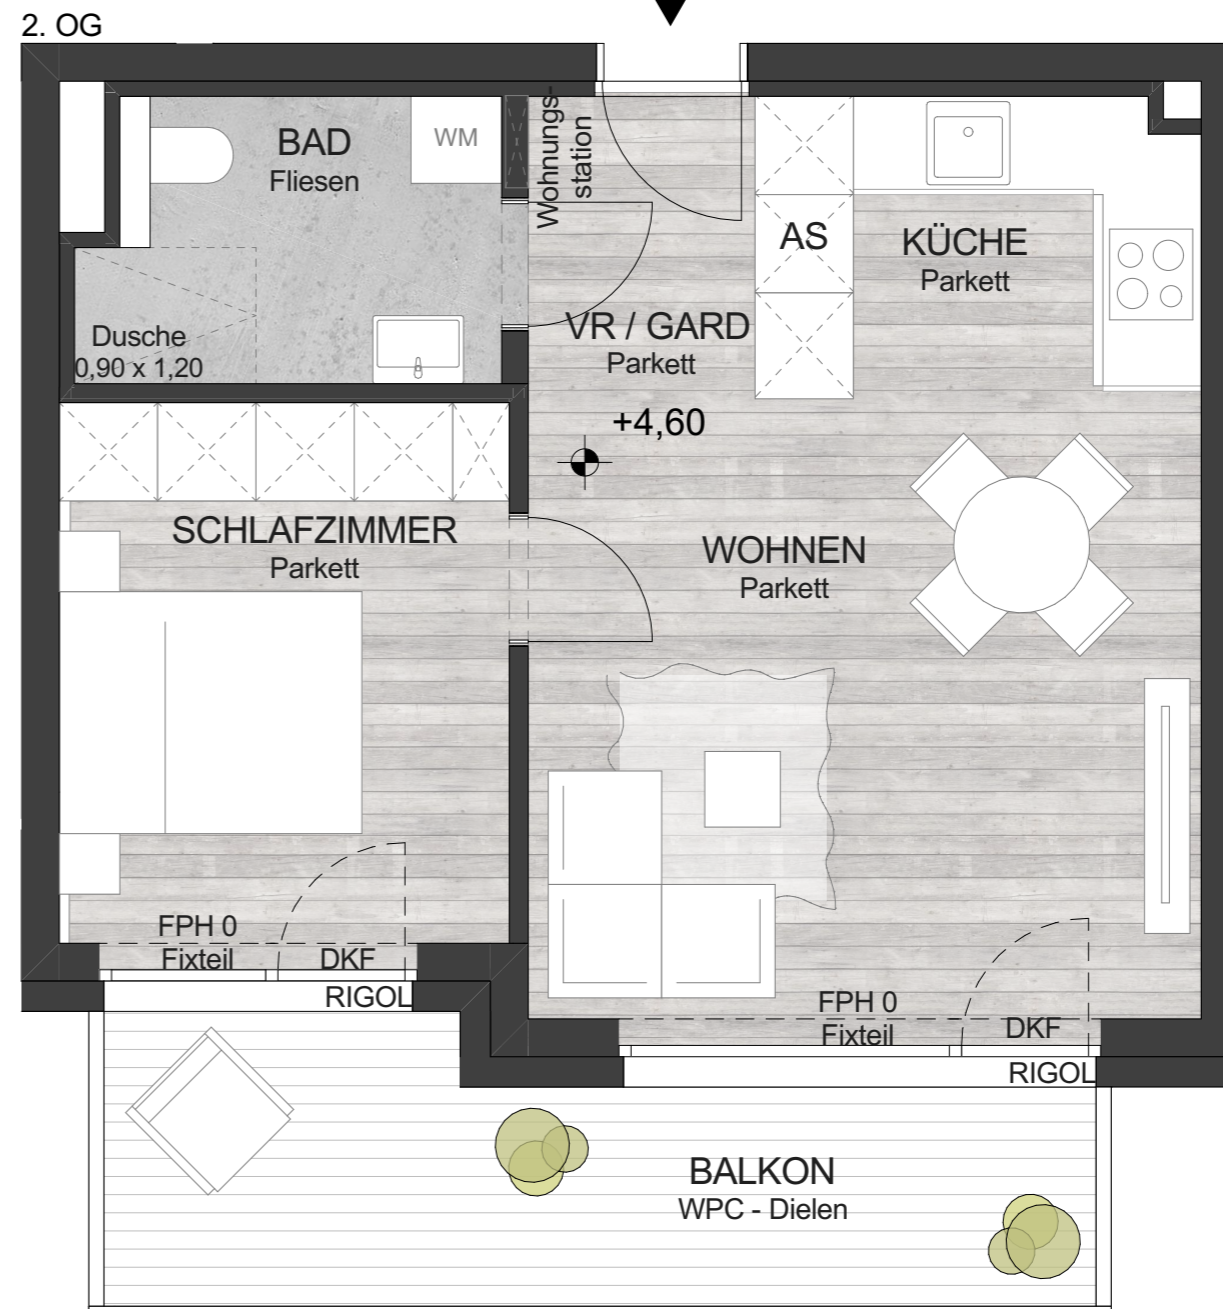 2. OG
BAD
Fliesen
WM
Wohnungs-
station
AS
KÜCHE
Parkett
VR / GARD
Parkett
Dusche
0,90 x 1,20
+4,60
SCHLAFZIMMER
Parkett
WOHNEN
Parkett
FPH 0
Fixteil
DKF
RIGOL
FPH 0
Fixteil
DKF
RIGOL
BALKON
WPC - Dielen